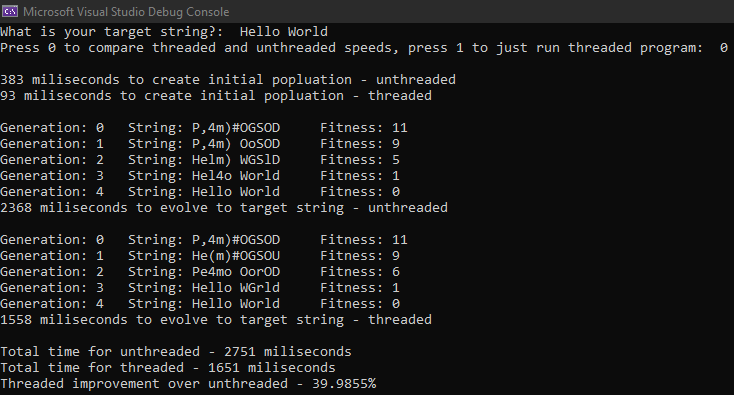 Microsoft Visual Studio Debug Console
What is your target string?:  Hello World
Press 0 to compare threaded and unthreaded speeds, press 1 to just run threaded program:  0
383 miliseconds to create initial popluation - unthreaded
93 miliseconds to create initial popluation - threaded
Generation: 0   String: P,4m)#OGSOD     Fitness: 11
Generation: 1   String: P,4m) OoSOD     Fitness: 9
Generation: 2   String: Helm) WGSlD     Fitness: 5
Generation: 3   String: Hel4o World     Fitness: 1
Generation: 4   String: Hello World     Fitness: 0
2368 miliseconds to evolve to target string - unthreaded
Generation: 0   String: P,4m)#OGSOD     Fitness: 11
Generation: 1   String: He(m)#OGSOU     Fitness: 9
Generation: 2   String: Pe4mo OorOD     Fitness: 6
Generation: 3   String: Hello WGrld     Fitness: 1
Generation: 4   String: Hello World     Fitness: 0
1558 miliseconds to evolve to target string - threaded
Total time for unthreaded - 2751 miliseconds
Total time for threaded - 1651 miliseconds
Threaded improvement over unthreaded - 39.9855%